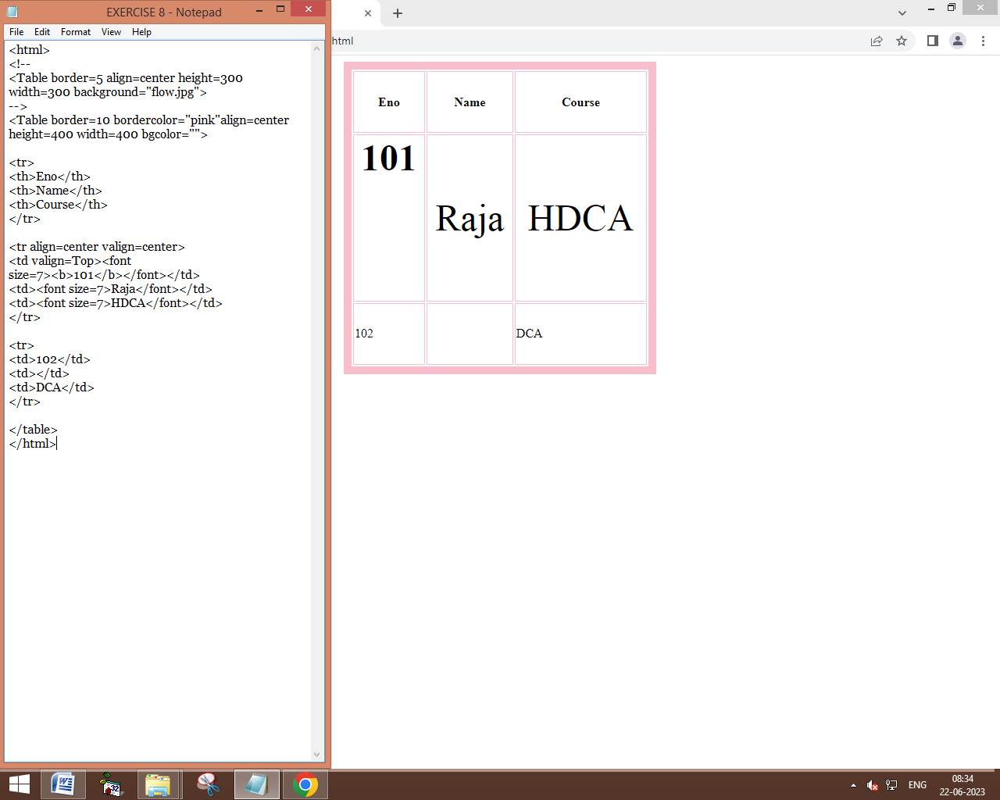 EXERCISE 8 - Notepad
File Edit Format View Help
<html>
<!--
<Table border=5 align=center height=300
width=300 background="flow.jpg">
-->
<Table border=10 bordercolor="pink"align=center
height=400 width=400 bgcolor="">
<tr>
<th>Eno</th>
<th>Name</th>
<th>Course</th>
</tr>
<tr align=center valign=center>
<td valign=Top><font
size=7><b>101</b></font></td>
<td><font size=7>Raja</font></td>
<td><font size=7>HDCA</font></td>
</tr>
<tr>
<td>102</td>
<td></td>
<td>DCA</td>
</tr>
</table>
</html>
html
Eno Name Course
101 Raja HDCA
102 DCA
32
ENG
08:34
22-06-2023